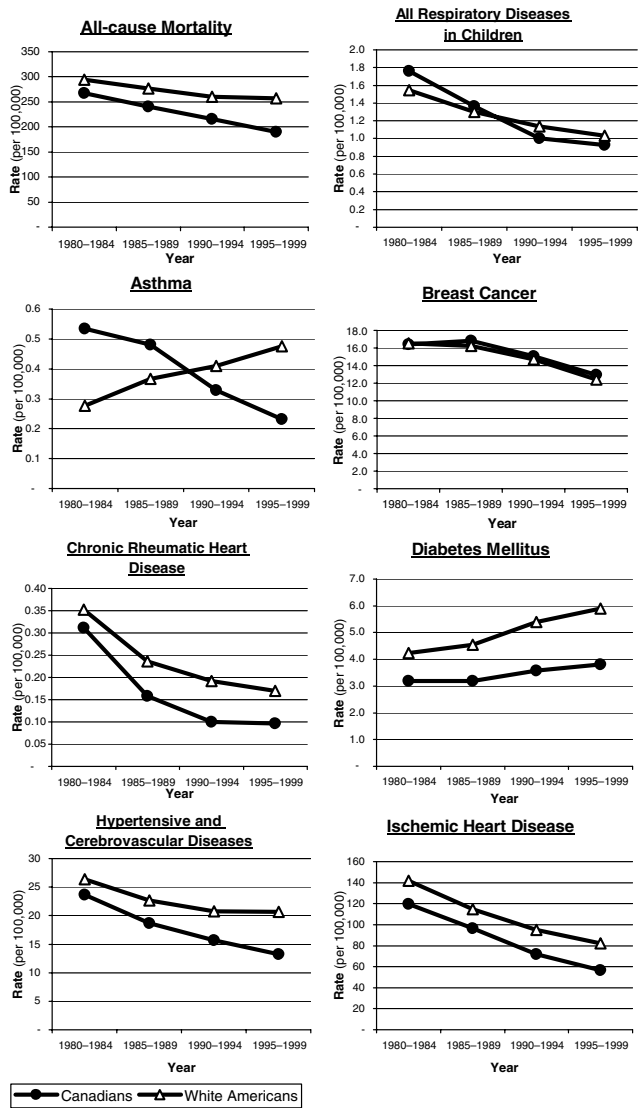 All-cause Mortality
Rate (per 100,000)
350
300
250
200
150
100
50
-
1980–1984 1985–1989 1990–1994 1995–1999
Year
All Respiratory Diseases
in Children
Rate (per 100,000)
2.0
1.8
1.6
1.4
1.2
1.0
0.8
0.6
0.4
0.2
-
1980–1984 1985–1989 1990–1994 1995–1999
Year
Asthma
Rate (per 100,000)
0.6
0.5
0.4
0.3
0.2
0.1
-
1980–1984 1985–1989 1990–1994 1995–1999
Year
Breast Cancer
Rate (per 100,000)
18.0
16.0
14.0
12.0
10.0
8.0
6.0
4.0
2.0
-
1980–1984 1985–1989 1990–1994 1995–1999
Year
Chronic Rheumatic Heart
Disease
Rate (per 100,000)
0.40
0.35
0.30
0.25
0.20
0.15
0.10
0.05
-
1980–1984 1985–1989 1990–1994 1995–1999
Year
Diabetes Mellitus
Rate (per 100,000)
7.0
6.0
5.0
4.0
3.0
2.0
1.0
-
1980–1984 1985–1989 1990–1994 1995–1999
Year
Hypertensive and
Cerebrovascular Diseases
Rate (per 100,000)
30
25
20
15
10
5
-
1980–1984 1985–1989 1990–1994 1995–1999
Year
Ischemic Heart Disease
Rate (per 100,000)
160
140
120
100
80
60
40
20
-
1980–1984 1985–1989 1990–1994 1995–1999
Year
Canadians White Americans